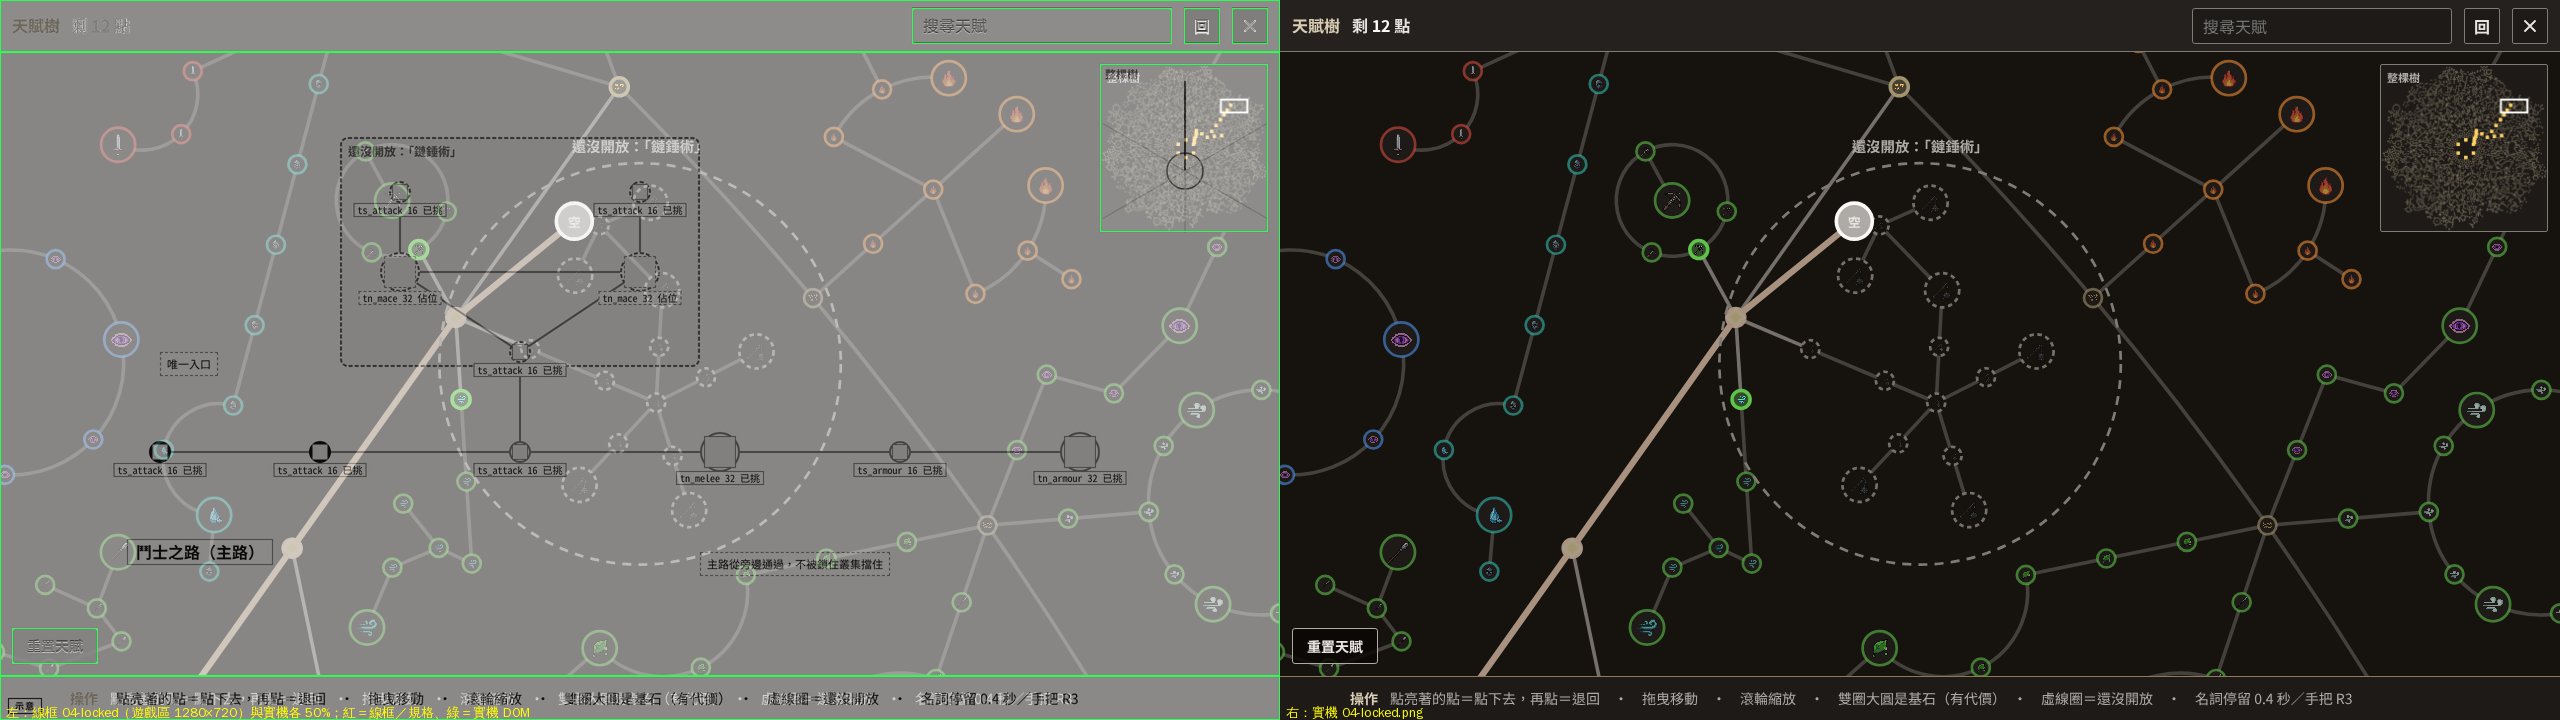 天賦樹 剩 12 點
搜尋天賦
回
整棵樹
還沒開放：「鏈錘術」
還沒開放：「鏈錘術」
ts_attack 16 已挑
ts_attack 16 已挑
空
tn_mace 32 佔位
tn_mace 32 佔位
唯一入口
ts_attack 16 已挑
ts_attack 16 已挑
ts_attack 16 已挑
ts_attack 16 已挑
tn_melee 32 已挑
ts_armour 16 已挑
tn_armour 32 已挑
鬥士之路（主路）
主路從旁邊通過，不被鎖住叢集擋住
重置天賦
操作 點亮著的點＝點下去，再點＝退回 • 拖曳移動 • 滾輪縮放 • 雙圈大圓是基石（有代價） • 虛線圈＝還沒開放 • 名詞停留 0.4 秒／手把 R3
示意
左：線框 04-locked（遊戲區 1280×720）與實機各 50%；紅＝線框／規格、綠＝實機 DOM
天賦樹 剩 12 點
搜尋天賦
回
整棵樹
還沒開放：「鏈錘術」
空
重置天賦
操作 點亮著的點＝點下去，再點＝退回 • 拖曳移動 • 滾輪縮放 • 雙圈大圓是基石（有代價） • 虛線圈＝還沒開放 • 名詞停留 0.4 秒／手把 R3
右：實機 04-locked.png